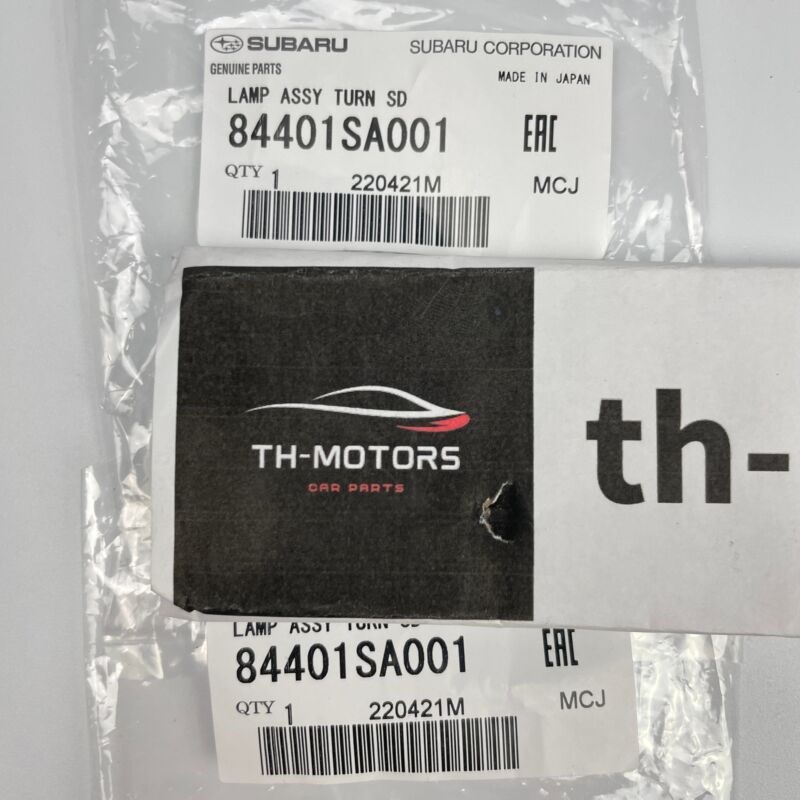 SUBARU
SUBARU CORPORATION
GENUINE PARTS
MADE IN JAPAN
LAMP ASSY TURN SD
84401SA001
EAC
QTY 1
220421M
MCJ
TH-MOTORS
CAR PARTS
th-
LAMP ASSY TURN SD
84401SA001
EAC
QTY 1
220421M
MCJ